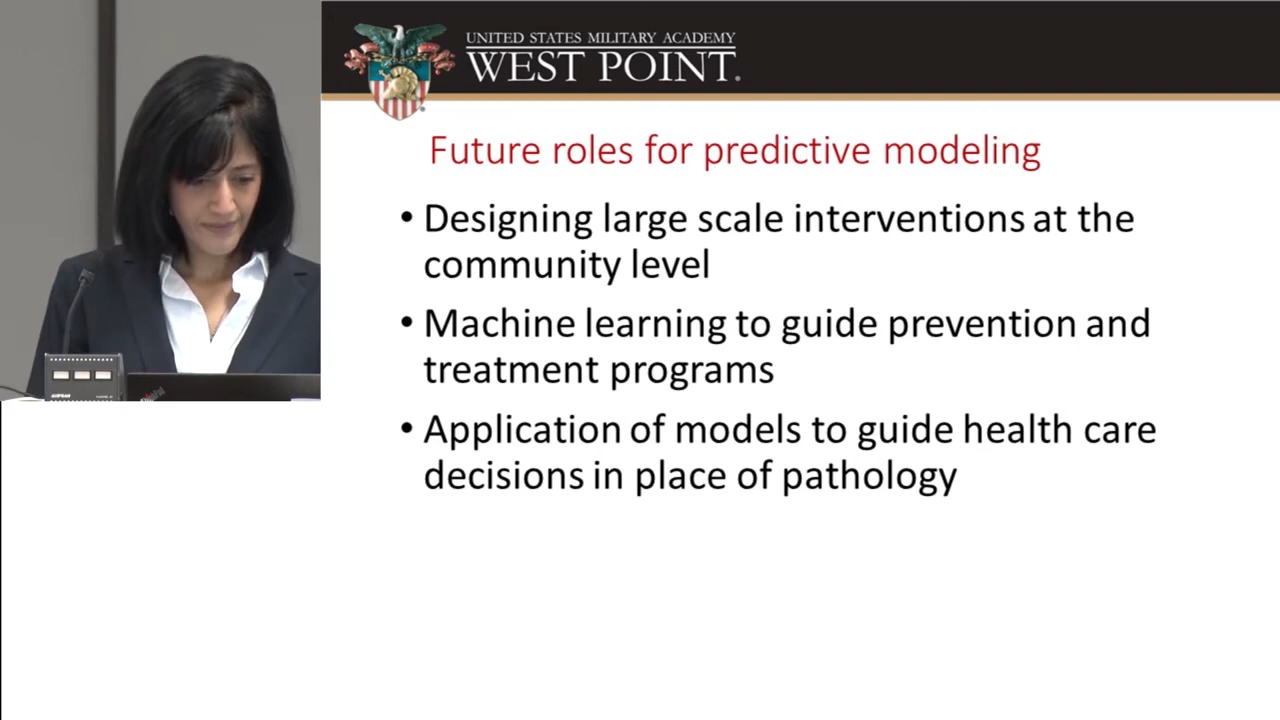 UNITED STATES MILITARY ACADEMY
WEST POINT.
Future roles for predictive modeling
• Designing large scale interventions at the
community level
• Machine learning to guide prevention and
treatment programs
• Application of models to guide health care
decisions in place of pathology